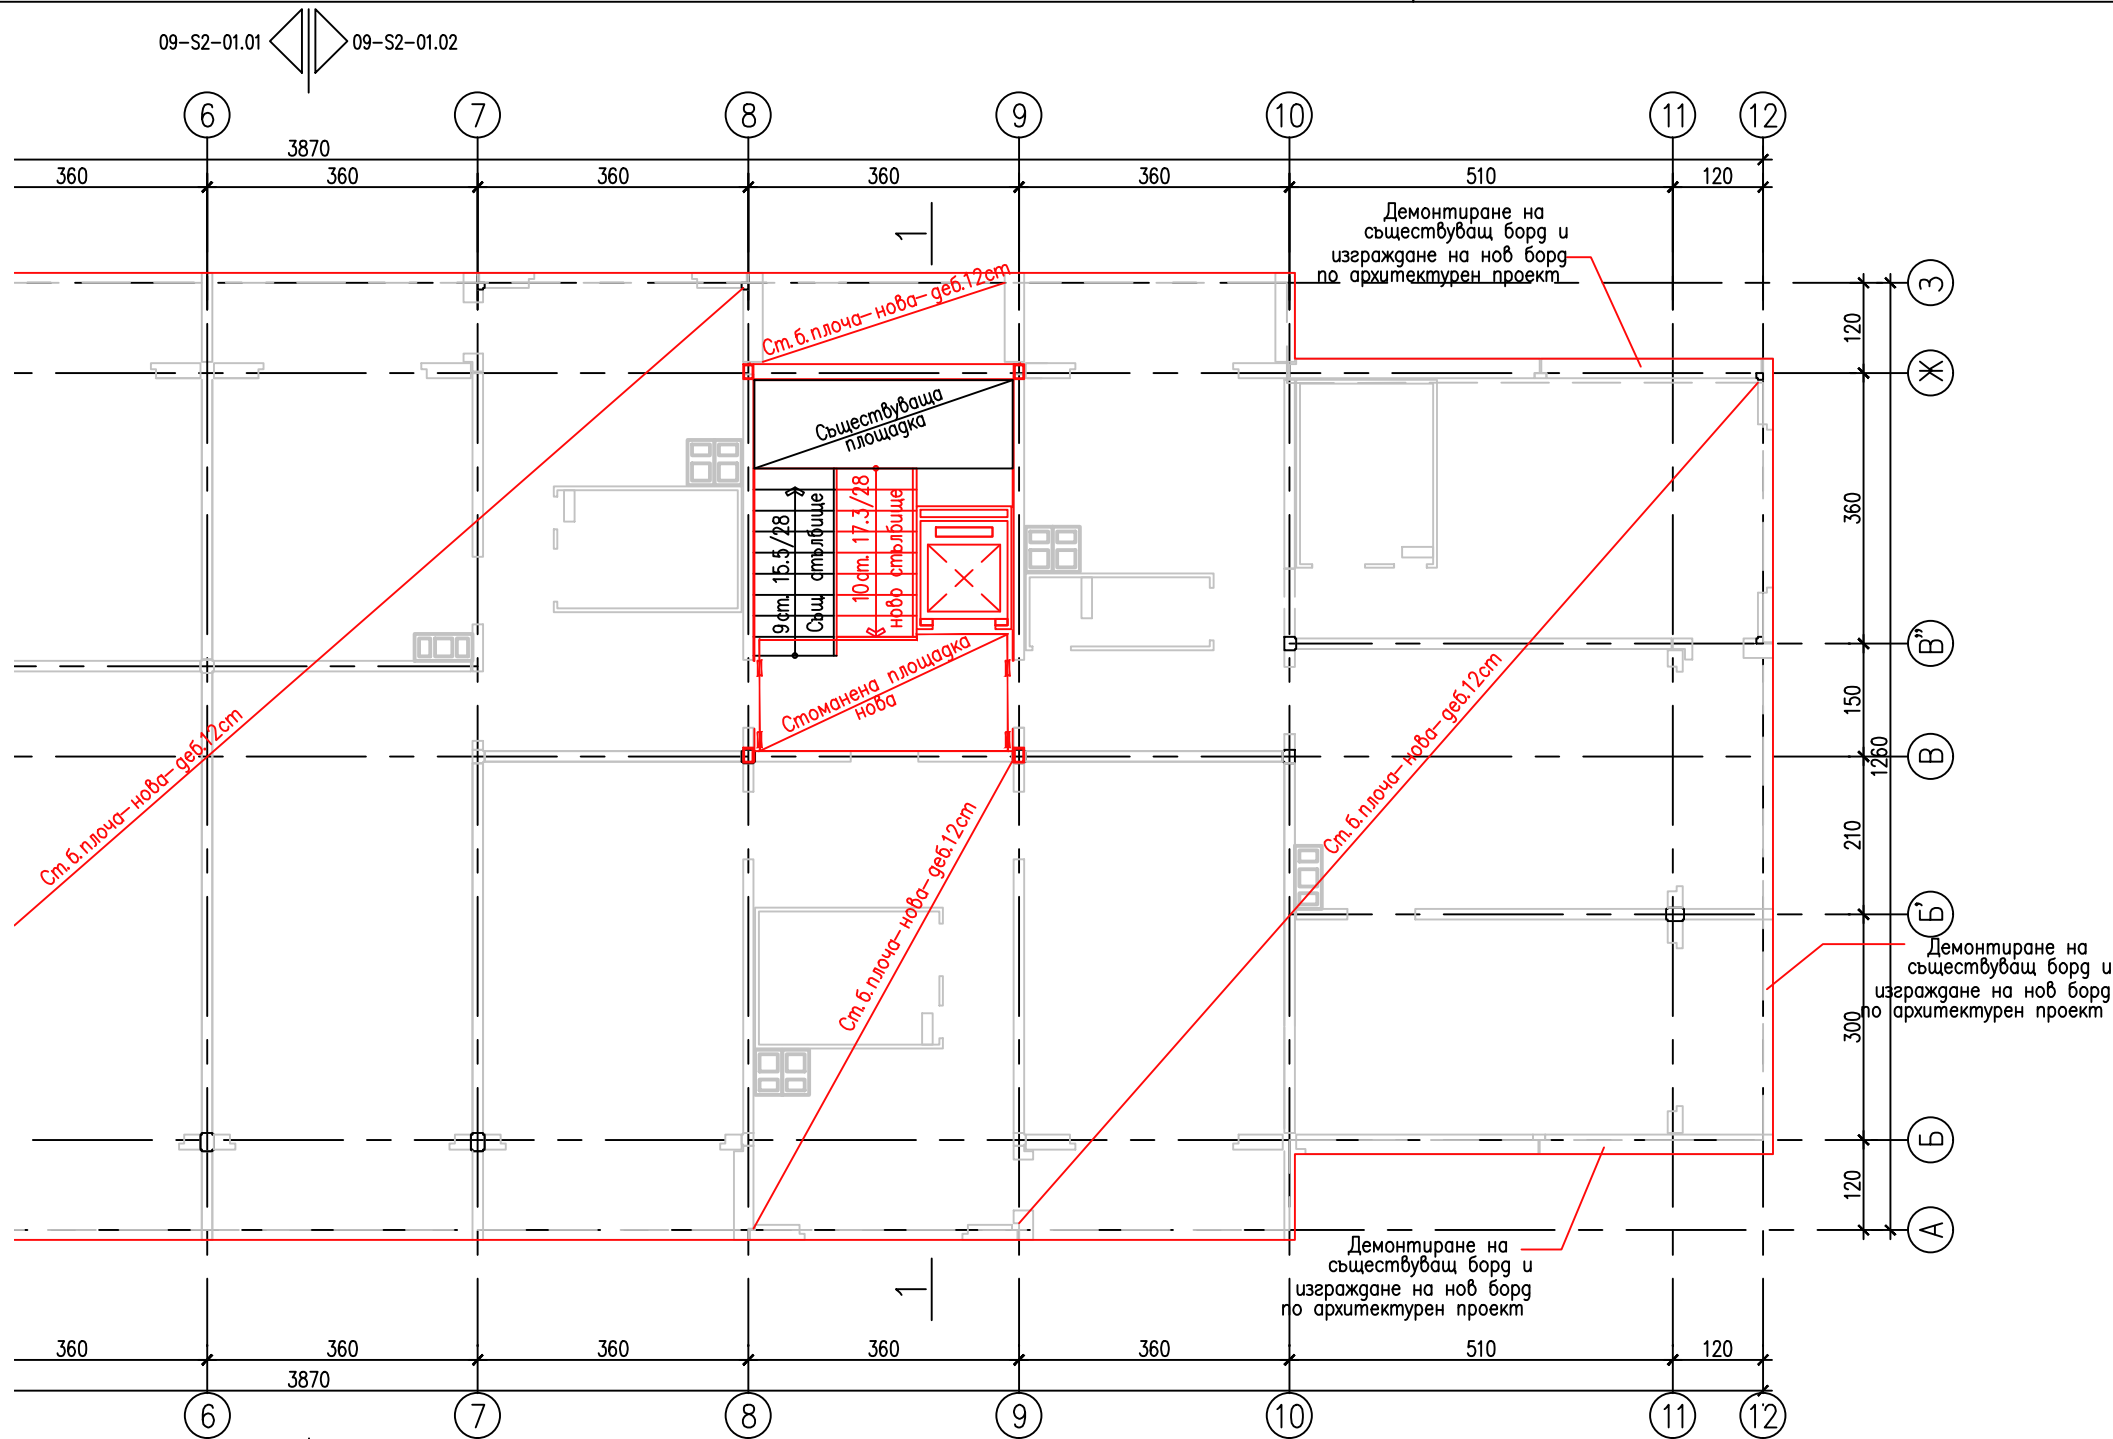 09-S2-01.01
09-S2-01.02
6
7
8
9
10
11
12
3870
360
360
360
360
360
510
120
1
Демонтиране на
съществуващ борд и
изграждане на нов борд
по архитектурен проект
З
Ж
В"
В
Б'
Б
А
120
360
150
210
300
120
1260
Ст.б.плоча-нова-деб.12cm
Съществуваща
площадка
9ст. 15.5/28
Същ. стълбище
10ст. 17.3/28
ново стълбище
Стоманена площадка
нова
Ст.б.плоча-нова-деб.12cm
Ст.б.плоча-нова-деб.12cm
Ст.б.плоча-нова-деб.12cm
Демонтиране на
съществуващ борд и
изграждане на нов борд
по архитектурен проект
Демонтиране на
съществуващ борд и
изграждане на нов борд
по архитектурен проект
1
360
360
360
360
360
510
120
3870
6
7
8
9
10
11
12